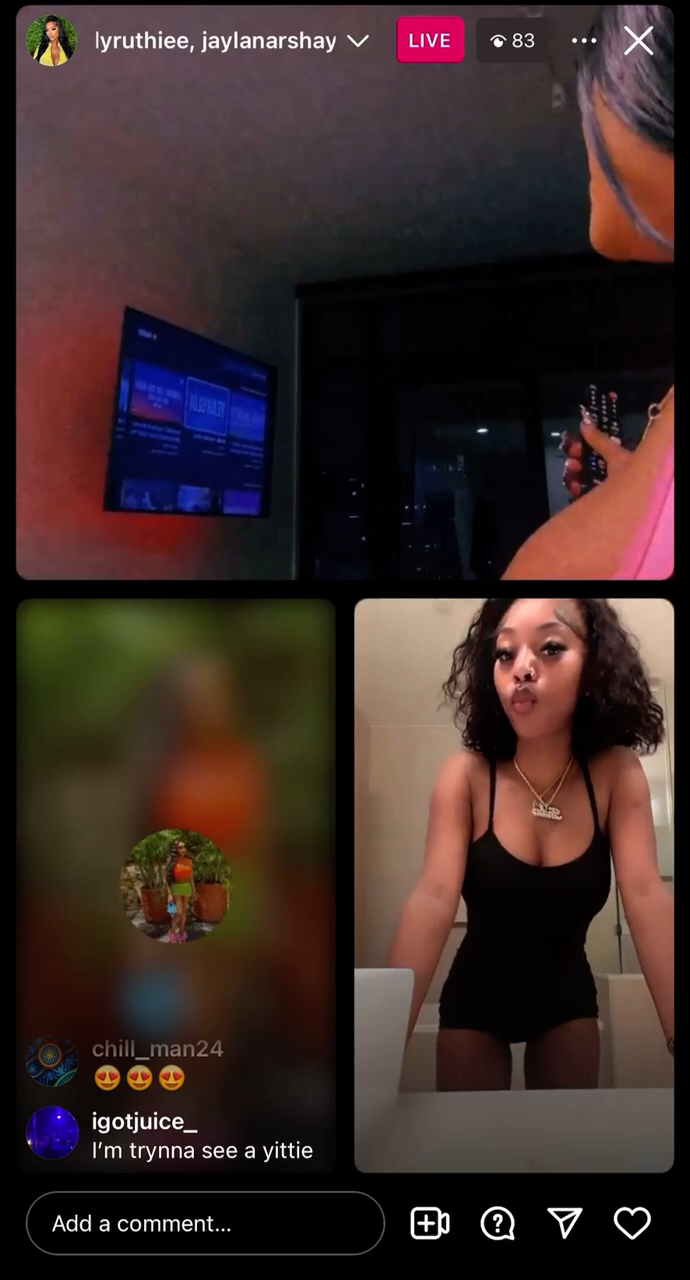 lyruthiee, jaylanarshay
LIVE
83
chill_man24
😍😍😍
igotjuice_
I’m trynna see a yittie
Add a comment...